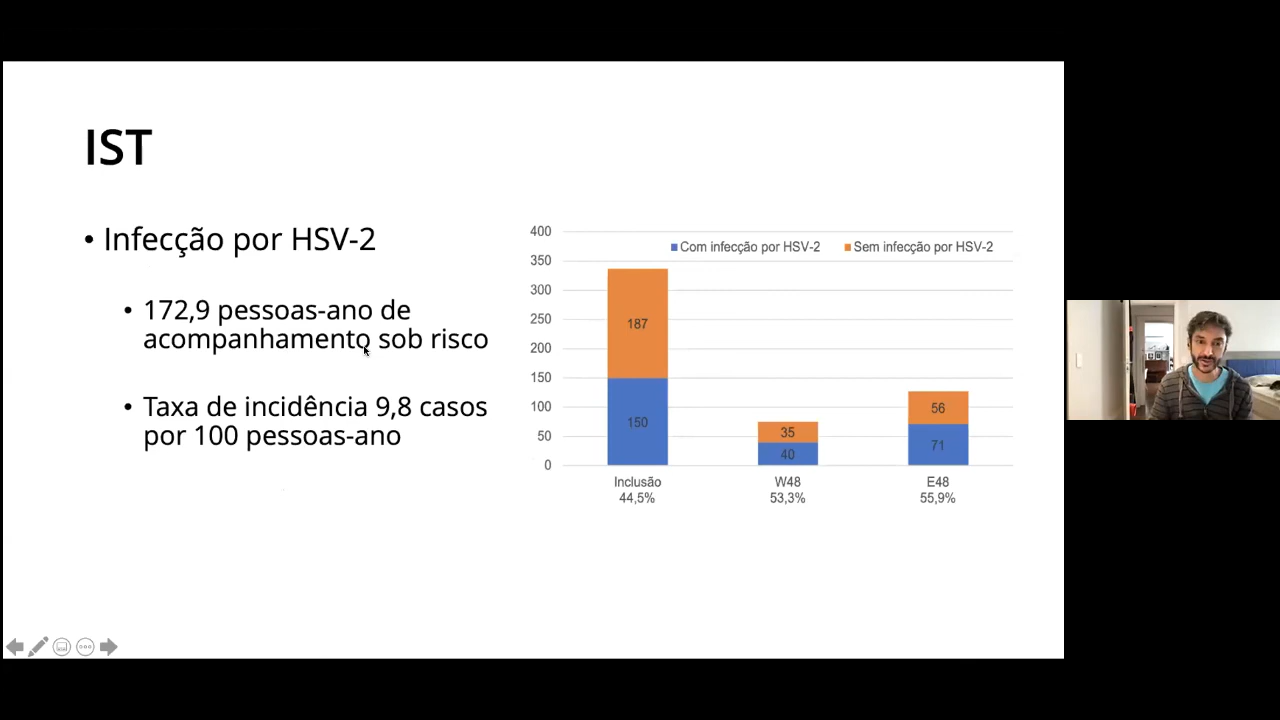 IST
• Infecção por HSV-2
• 172,9 pessoas-ano de
acompanhamento sob risco
• Taxa de incidência 9,8 casos
por 100 pessoas-ano
Com infecção por HSV-2 Sem infecção por HSV-2
400
350
300
250
200
150
100
50
0
187
150
35
40
56
71
Inclusão W48 E48
44,5% 53,3% 55,9%